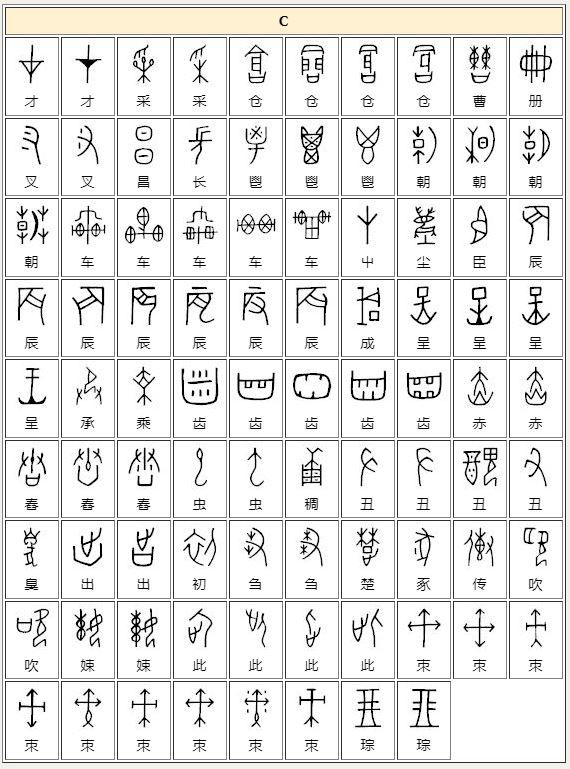 C
才 才 采 采 仓 仓 仓 仓 曹 册
叉 叉 昌 长 鬯 鬯 鬯 朝 朝 朝
朝 车 车 车 车 车 屮 尘 臣 辰
辰 辰 辰 辰 辰 辰 成 呈 呈 呈
呈 承 乘 齿 齿 齿 齿 齿 赤 赤
舂 舂 舂 虫 虫 稠 丑 丑 丑 丑
臭 出 出 初 刍 刍 楚 豖 传 吹
吹 娕 娕 此 此 此 此 朿 朿 朿
朿 朿 朿 朿 朿 朿 琮 琮